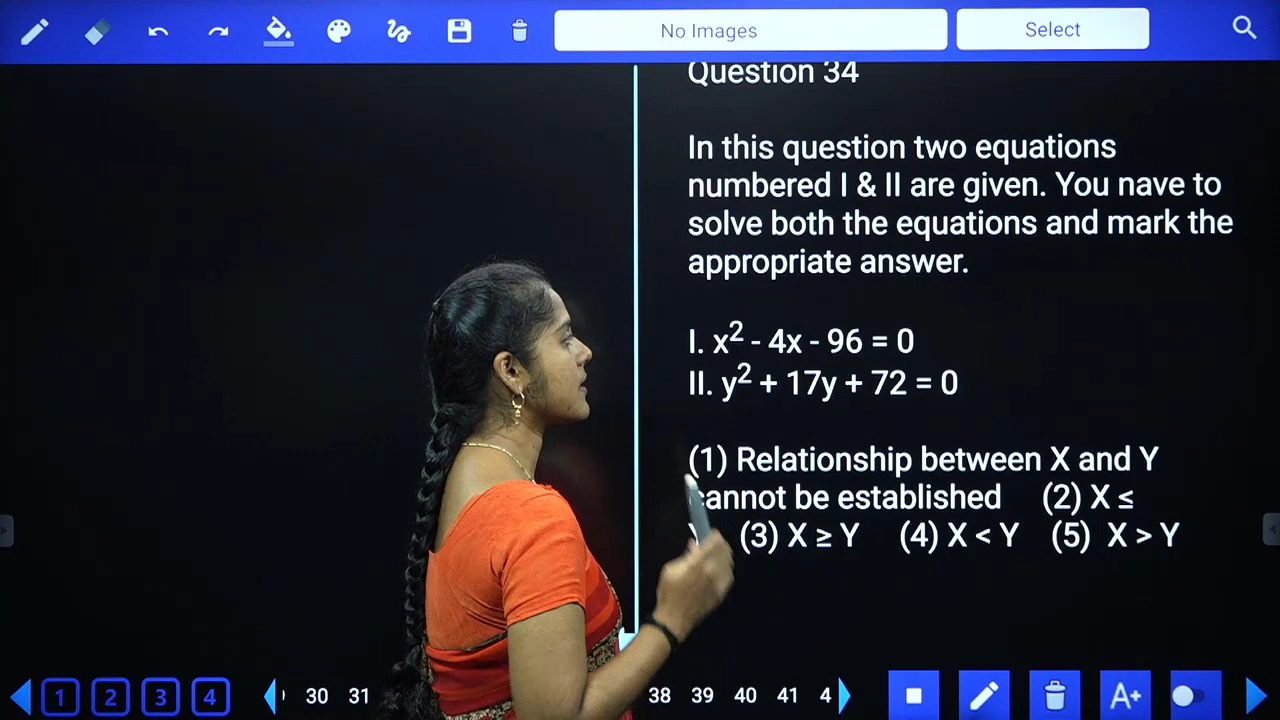 No Images
Select
Question 34
In this question two equations
numbered I & II are given. You nave to
solve both the equations and mark the
appropriate answer.
I. x² - 4x - 96 = 0
II. y² + 17y + 72 = 0
(1) Relationship between X and Y
cannot be established (2) X ≤
(3) X ≥ Y (4) X < Y (5) X > Y
1 2 3 4 30 31 38 39 40 41 4 A+